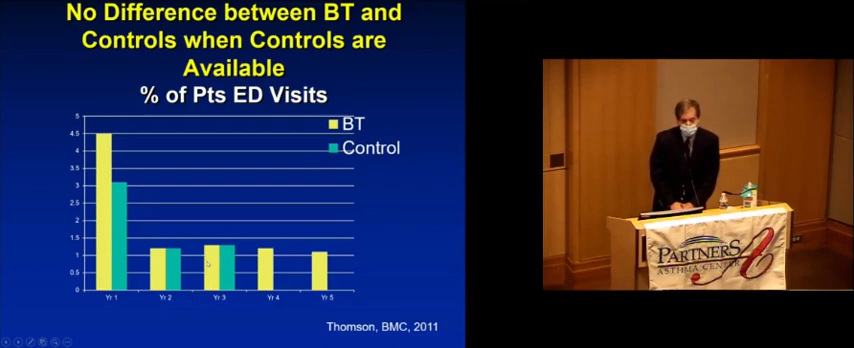 No Difference between BT and
Controls when Controls are
Available
% of Pts ED Visits
5
4.5
4
3.5
3
2.5
2
1.5
1
0.5
0
BT
Control
Yr 1
Yr 2
Yr 3
Yr 4
Yr 5
Thomson, BMC, 2011
PARTNERS
ASTHMA CENTER